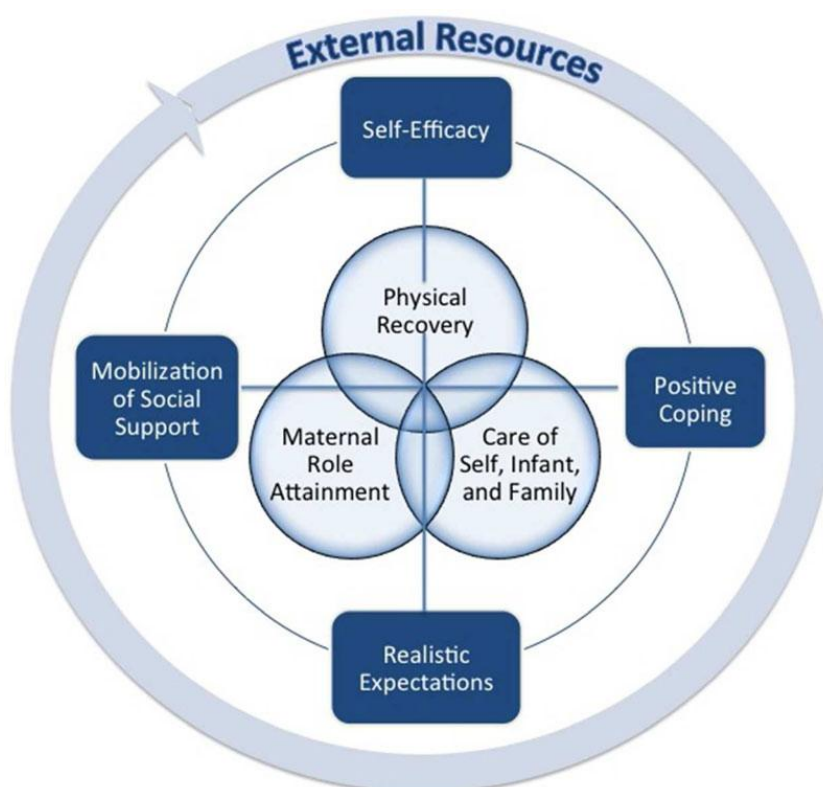 External Resources
Self-Efficacy
Physical
Recovery
Mobilization
of Social
Support
Positive
Coping
Maternal
Role
Attainment
Care of
Self, Infant,
and Family
Realistic
Expectations